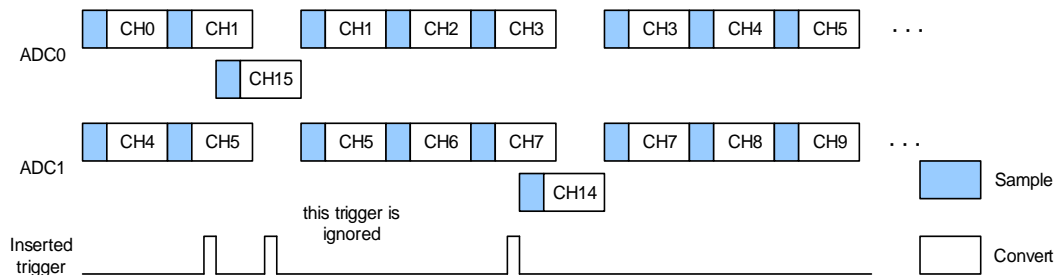 CH0 CH1 CH1 CH2 CH3 CH3 CH4 CH5 . . .
ADC0
CH15
CH4 CH5 CH5 CH6 CH7 CH7 CH8 CH9 . . .
ADC1
CH14
Sample
this trigger is
ignored
Inserted
trigger
Convert